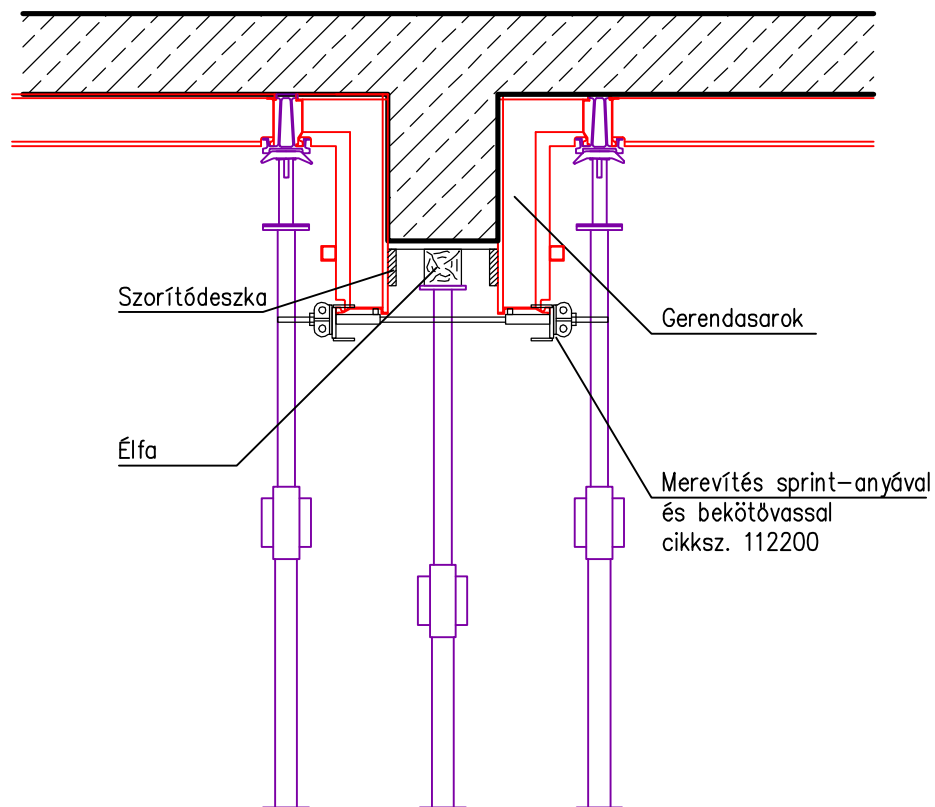 Szorítódeszka
Gerendasarok
Élfa
Merevítés sprint-anyával
és bekötővassal
cikksz. 112200